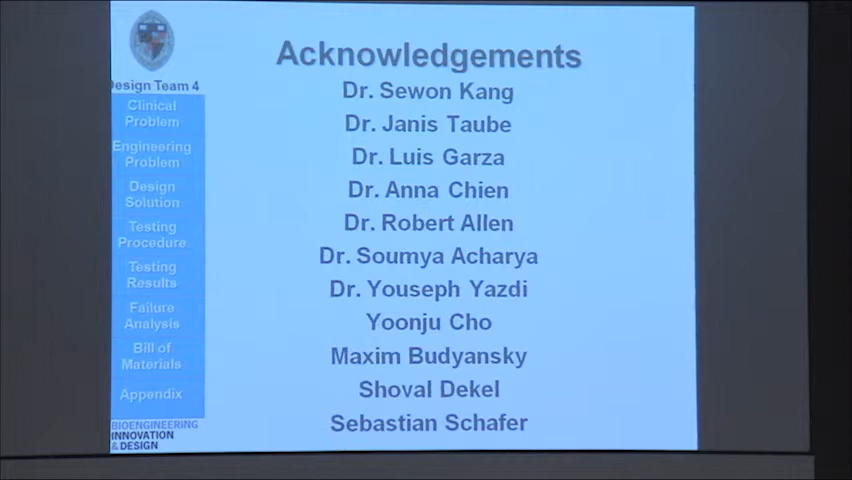 Acknowledgements
Dr. Sewon Kang
Dr. Janis Taube
Dr. Luis Garza
Dr. Anna Chien
Dr. Robert Allen
Dr. Soumya Acharya
Dr. Youseph Yazdi
Yoonju Cho
Maxim Budyansky
Shoval Dekel
Sebastian Schafer
Design Team 4
Clinical
Problem
Engineering
Problem
Design
Solution
Testing
Procedure
Testing
Results
Failure
Analysis
Bill of
Materials
Appendix
BIOENGINEERING
INNOVATION
& DESIGN